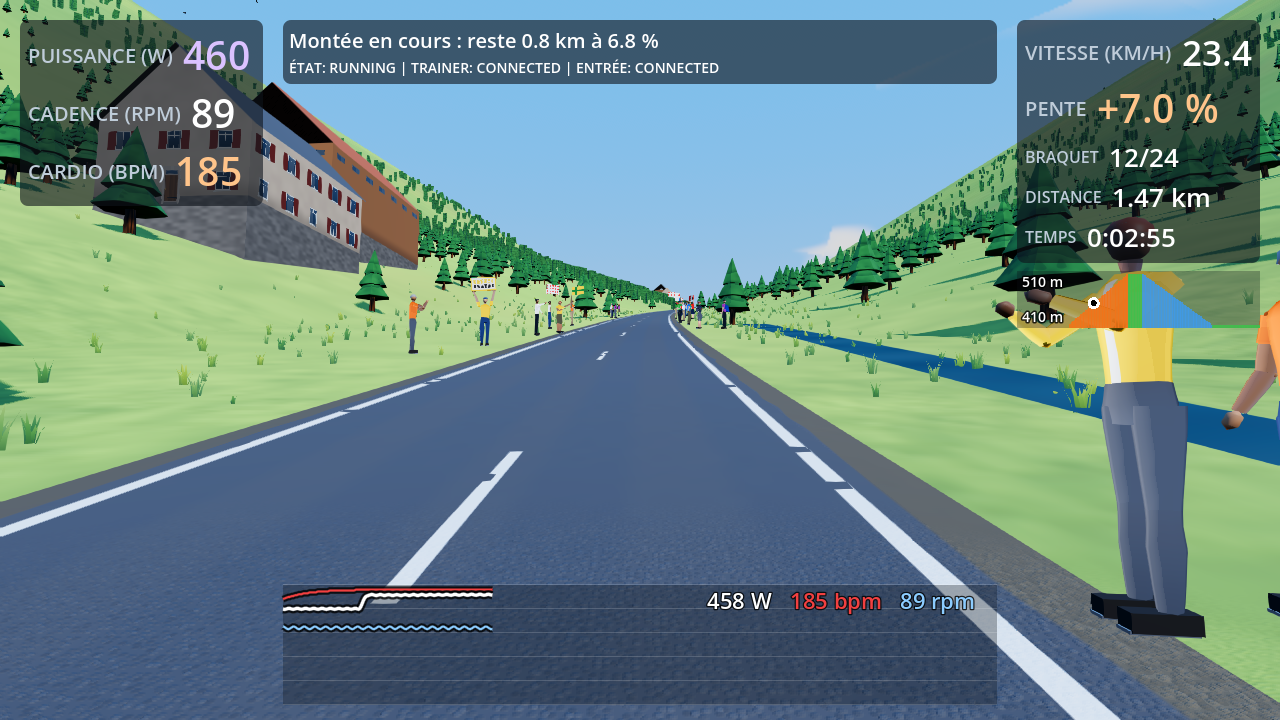 PUISSANCE (W) 460
CADENCE (RPM) 89
CARDIO (BPM) 185
Montée en cours : reste 0.8 km à 6.8 %
ÉTAT: RUNNING | TRAINER: CONNECTED | ENTRÉE: CONNECTED
VITESSE (KM/H) 23.4
PENTE +7.0 %
BRAQUET 12/24
DISTANCE 1.47 km
TEMPS 0:02:55
510 m
410 m
458 W 185 bpm 89 rpm